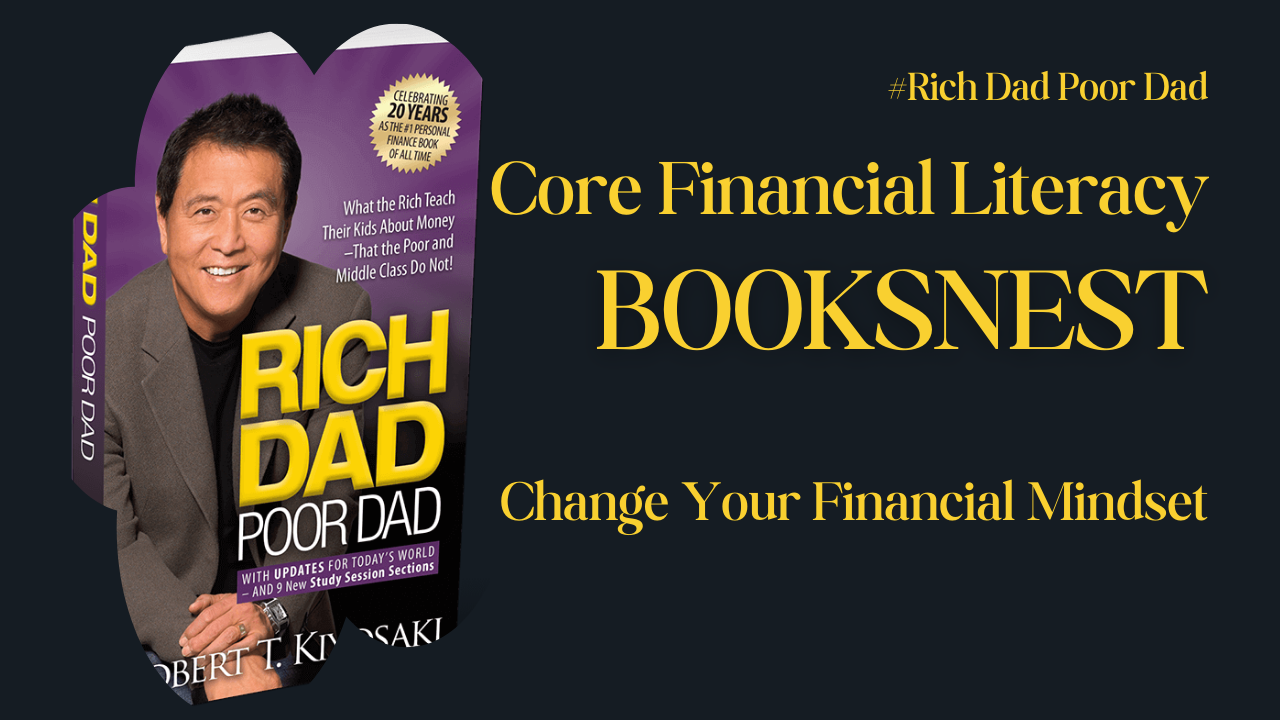 CELEBRATING
20 YEARS
AS THE #1 PERSONAL
FINANCE BOOK
OF ALL TIME
What the Rich Teach
Their Kids About Money
–That the Poor and
Middle Class Do Not!
RICH
DAD
POOR DAD
WITH UPDATES FOR TODAY'S WORLD
– AND 9 New Study Session Sections
OBERT T. KIYOSAKI
DAD POOR DAD
#Rich Dad Poor Dad
Core Financial Literacy
BOOKSNEST
Change Your Financial Mindset